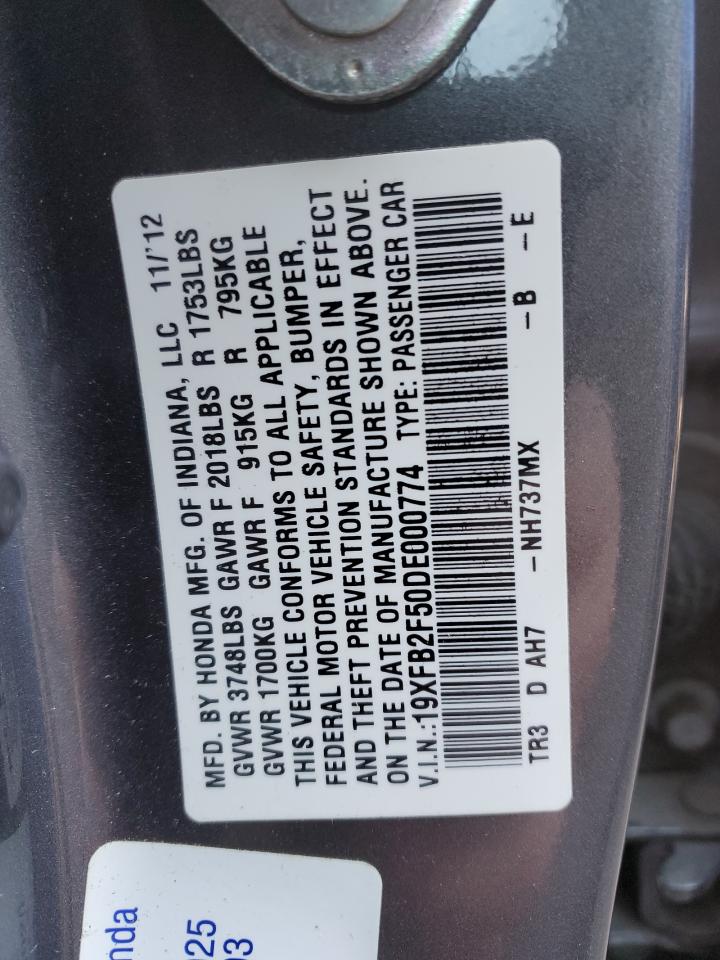 MFD. BY HONDA MFG. OF INDIANA, LLC 11/'12
GVWR 3748LBS GAWR F 2018LBS R 1753LBS
GVWR 1700KG GAWR F 915KG R 795KG
THIS VEHICLE CONFORMS TO ALL APPLICABLE
FEDERAL MOTOR VEHICLE SAFETY, BUMPER,
AND THEFT PREVENTION STANDARDS IN EFFECT
ON THE DATE OF MANUFACTURE SHOWN ABOVE.
V.I.N.:19XFB2F50DE000774 TYPE: PASSENGER CAR
TR3 D AH7 -NH737MX -B -E
nda
025
03